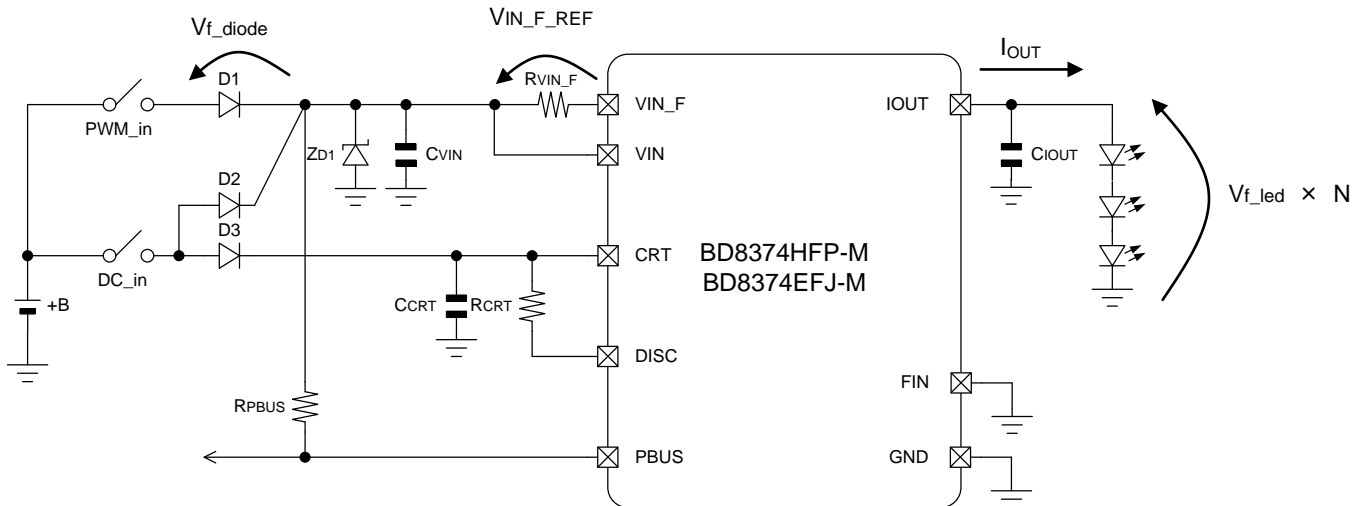 Vf_diode
VIN_F_REF
IOUT
D1
RVIN_F
VIN_F
IOUT
PWM_in
ZD1
CVIN
VIN
CIOUT
D2
Vf_led × N
D3
CRT
BD8374HFP-M
BD8374EFJ-M
DC_in
+B
CCRT
RCRT
DISC
FIN
RPBUS
PBUS
GND